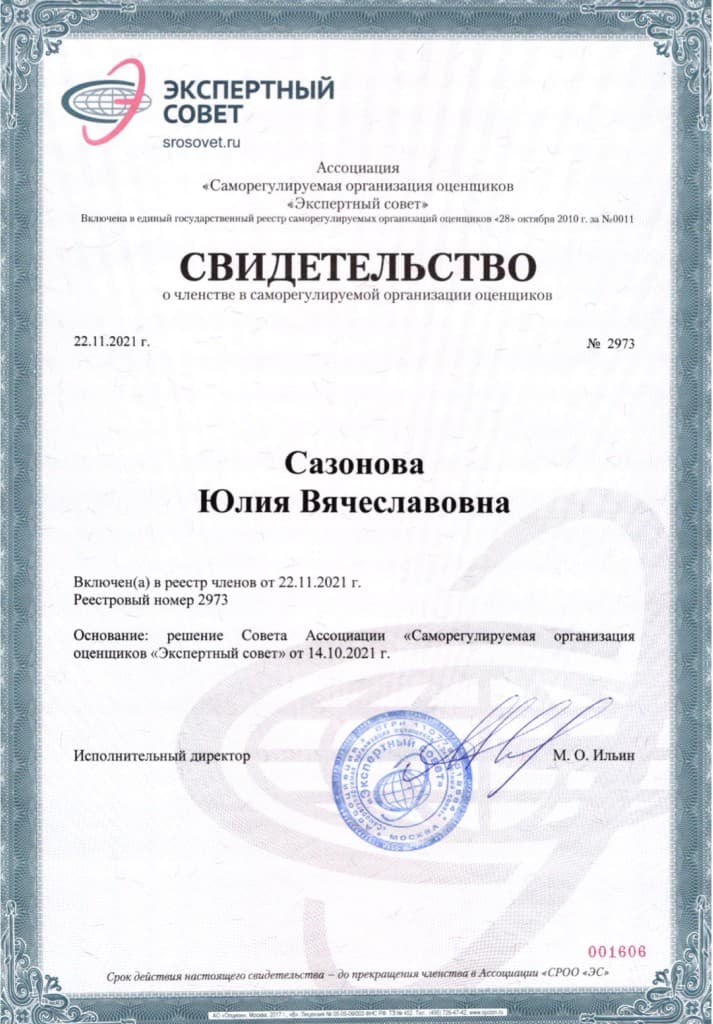 ЭКСПЕРТНЫЙ
СОВЕТ
srosovet.ru
Ассоциация
«Саморегулируемая организация оценщиков
«Экспертный совет»
Включена в единый государственный реестр саморегулируемых организаций оценщиков «28» октября 2010 г. за №0011
СВИДЕТЕЛЬСТВО
о членстве в саморегулируемой организации оценщиков
22.11.2021 г.
№ 2973
Сазонова
Юлия Вячеславовна
Включен(а) в реестр членов от 22.11.2021 г.
Реестровый номер 2973
Основание: решение Совета Ассоциации «Саморегулируемая организация
оценщиков «Экспертный совет» от 14.10.2021 г.
Исполнительный директор
М. О. Ильин
«Экспертный совет»
МОСКВА
001606
Срок действия настоящего свидетельства – до прекращения членства в Ассоциации «СРОО «ЭС»